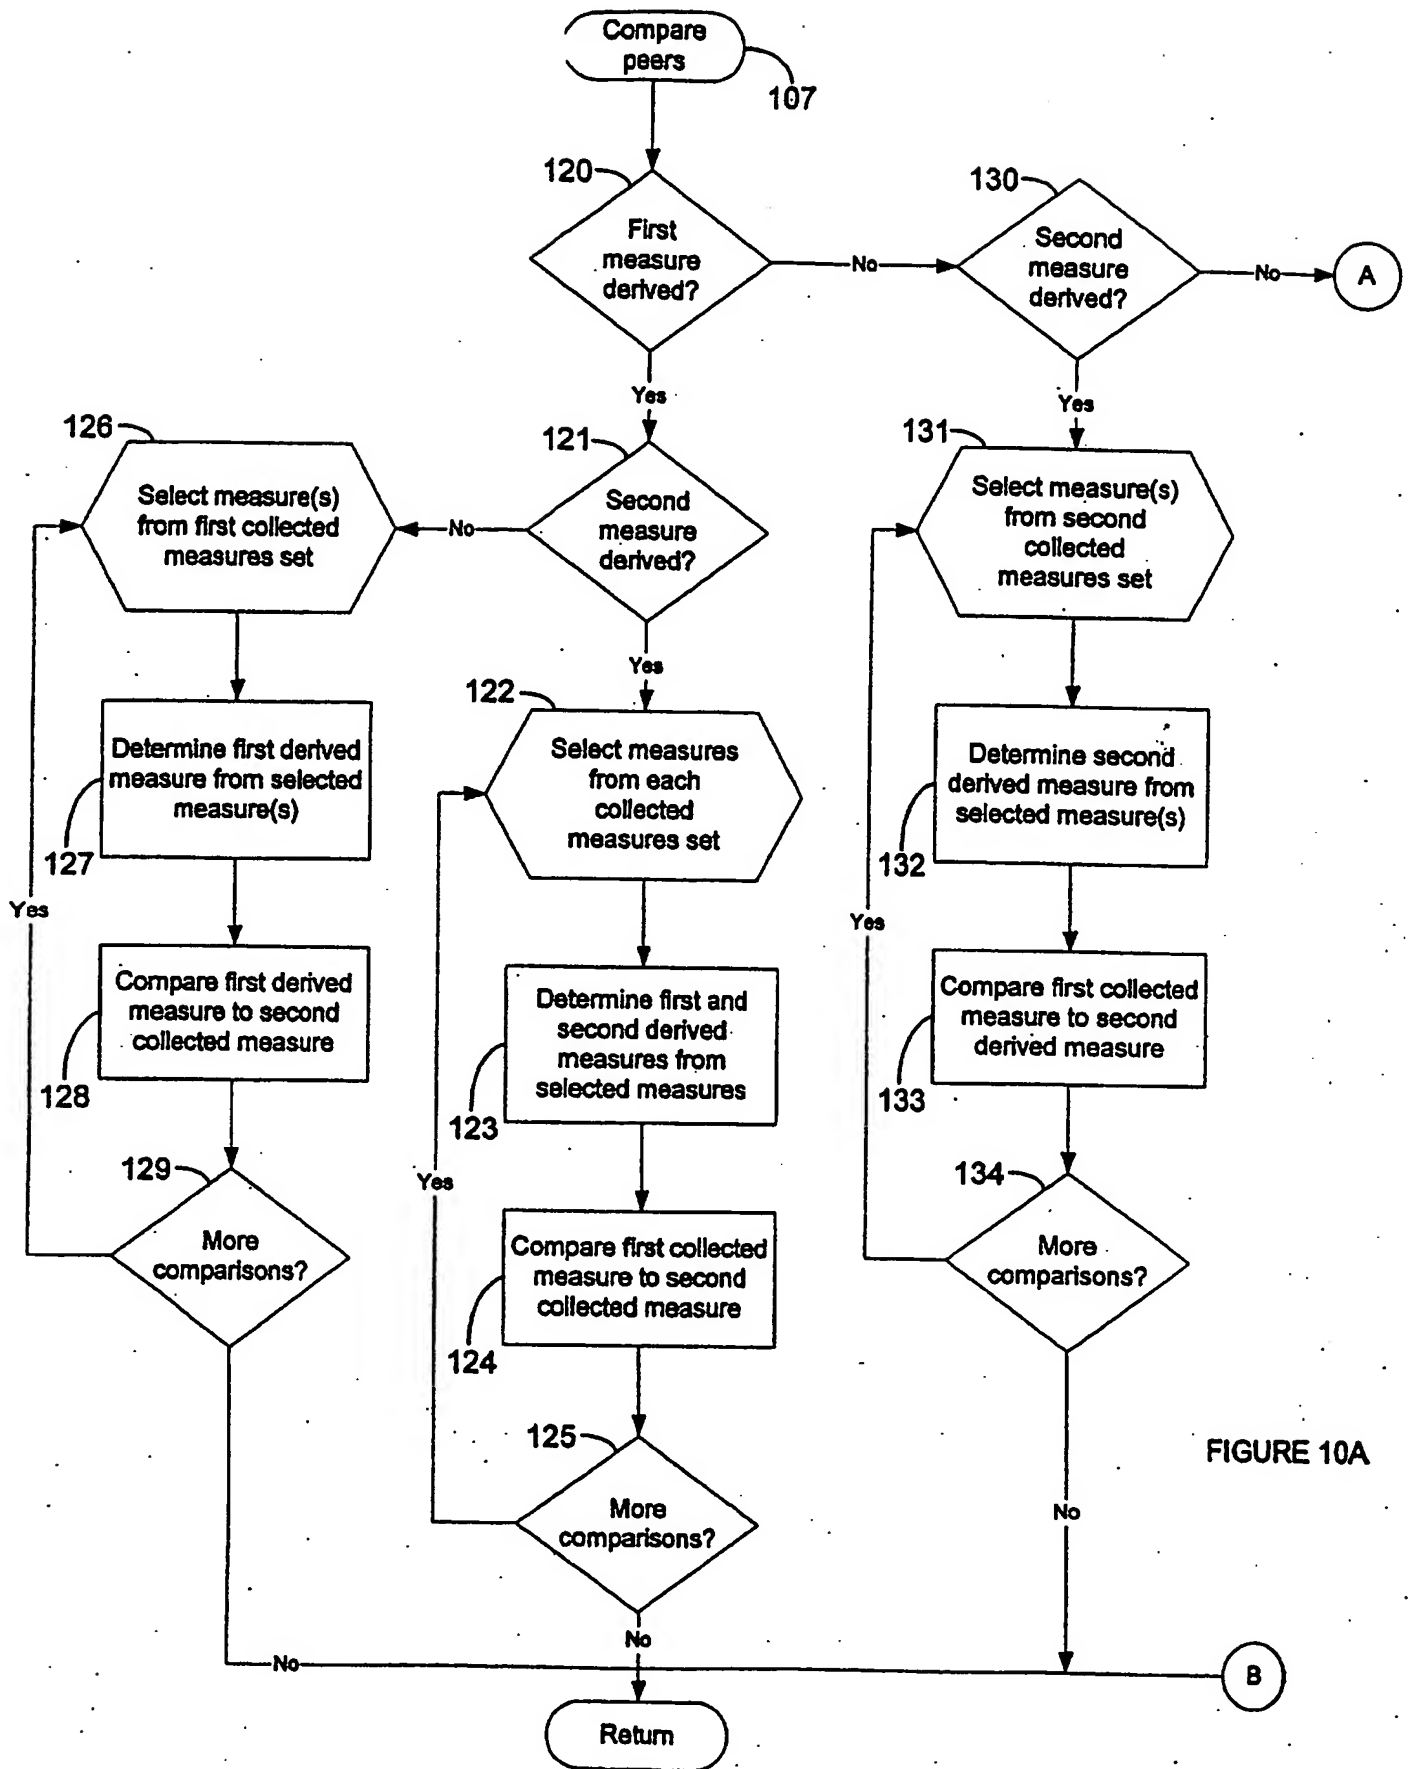 Compare
peers
107
120
First
measure
derived?
No
130
Second
measure
derived?
No
A
Yes
Yes
126
Select measure(s)
from first collected
measures set
No
121
Second
measure
derived?
131
Select measure(s)
from second
collected
measures set
Yes
122
Select measures
from each
collected
measures set
Determine first derived
measure from selected
measure(s)
127
Determine second
derived measure from
selected measure(s)
132
Yes
Yes
Compare first derived
measure to second
collected measure
128
Determine first and
second derived
measures from
selected measures
123
Compare first collected
measure to second
derived measure
133
129
More
comparisons?
Yes
Compare first collected
measure to second
collected measure
124
134
More
comparisons?
125
More
comparisons?
FIGURE 10A
No
No
No
B
Return